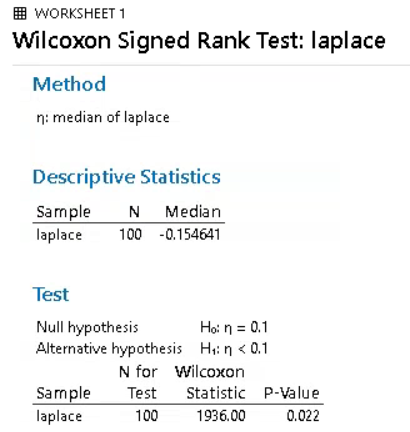 WORKSHEET 1
Wilcoxon Signed Rank Test: laplace
Method
η: median of laplace
Descriptive Statistics
Sample N Median
laplace 100 -0.154641
Test
Null hypothesis H₀: η = 0.1
Alternative hypothesis H₁: η < 0.1
N for Wilcoxon
Sample Test Statistic P-Value
laplace 100 1936.00 0.022